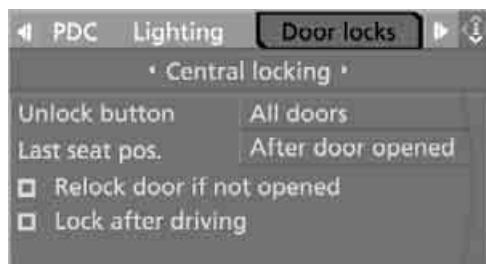 PDC Lighting Door locks
• Central locking •
Unlock button All doors
Last seat pos. After door opened
Relock door if not opened
Lock after driving